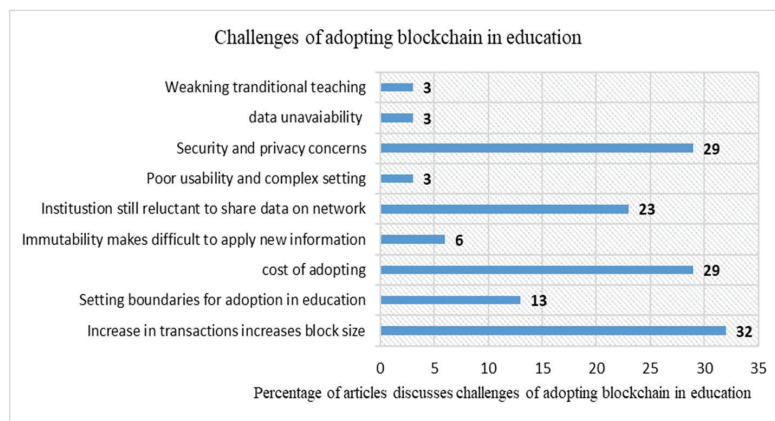 Challenges of adopting blockchain in education
Weakning tranditional teaching 3
data unavaiability 3
Security and privacy concerns 29
Poor usability and complex setting 3
Institustion still reluctant to share data on network 23
Immutability makes difficult to apply new information 6
cost of adopting 29
Setting boundaries for adoption in education 13
Increase in transactions increases block size 32
0 5 10 15 20 25 30 35
Percentage of articles discusses challenges of adopting blockchain in education